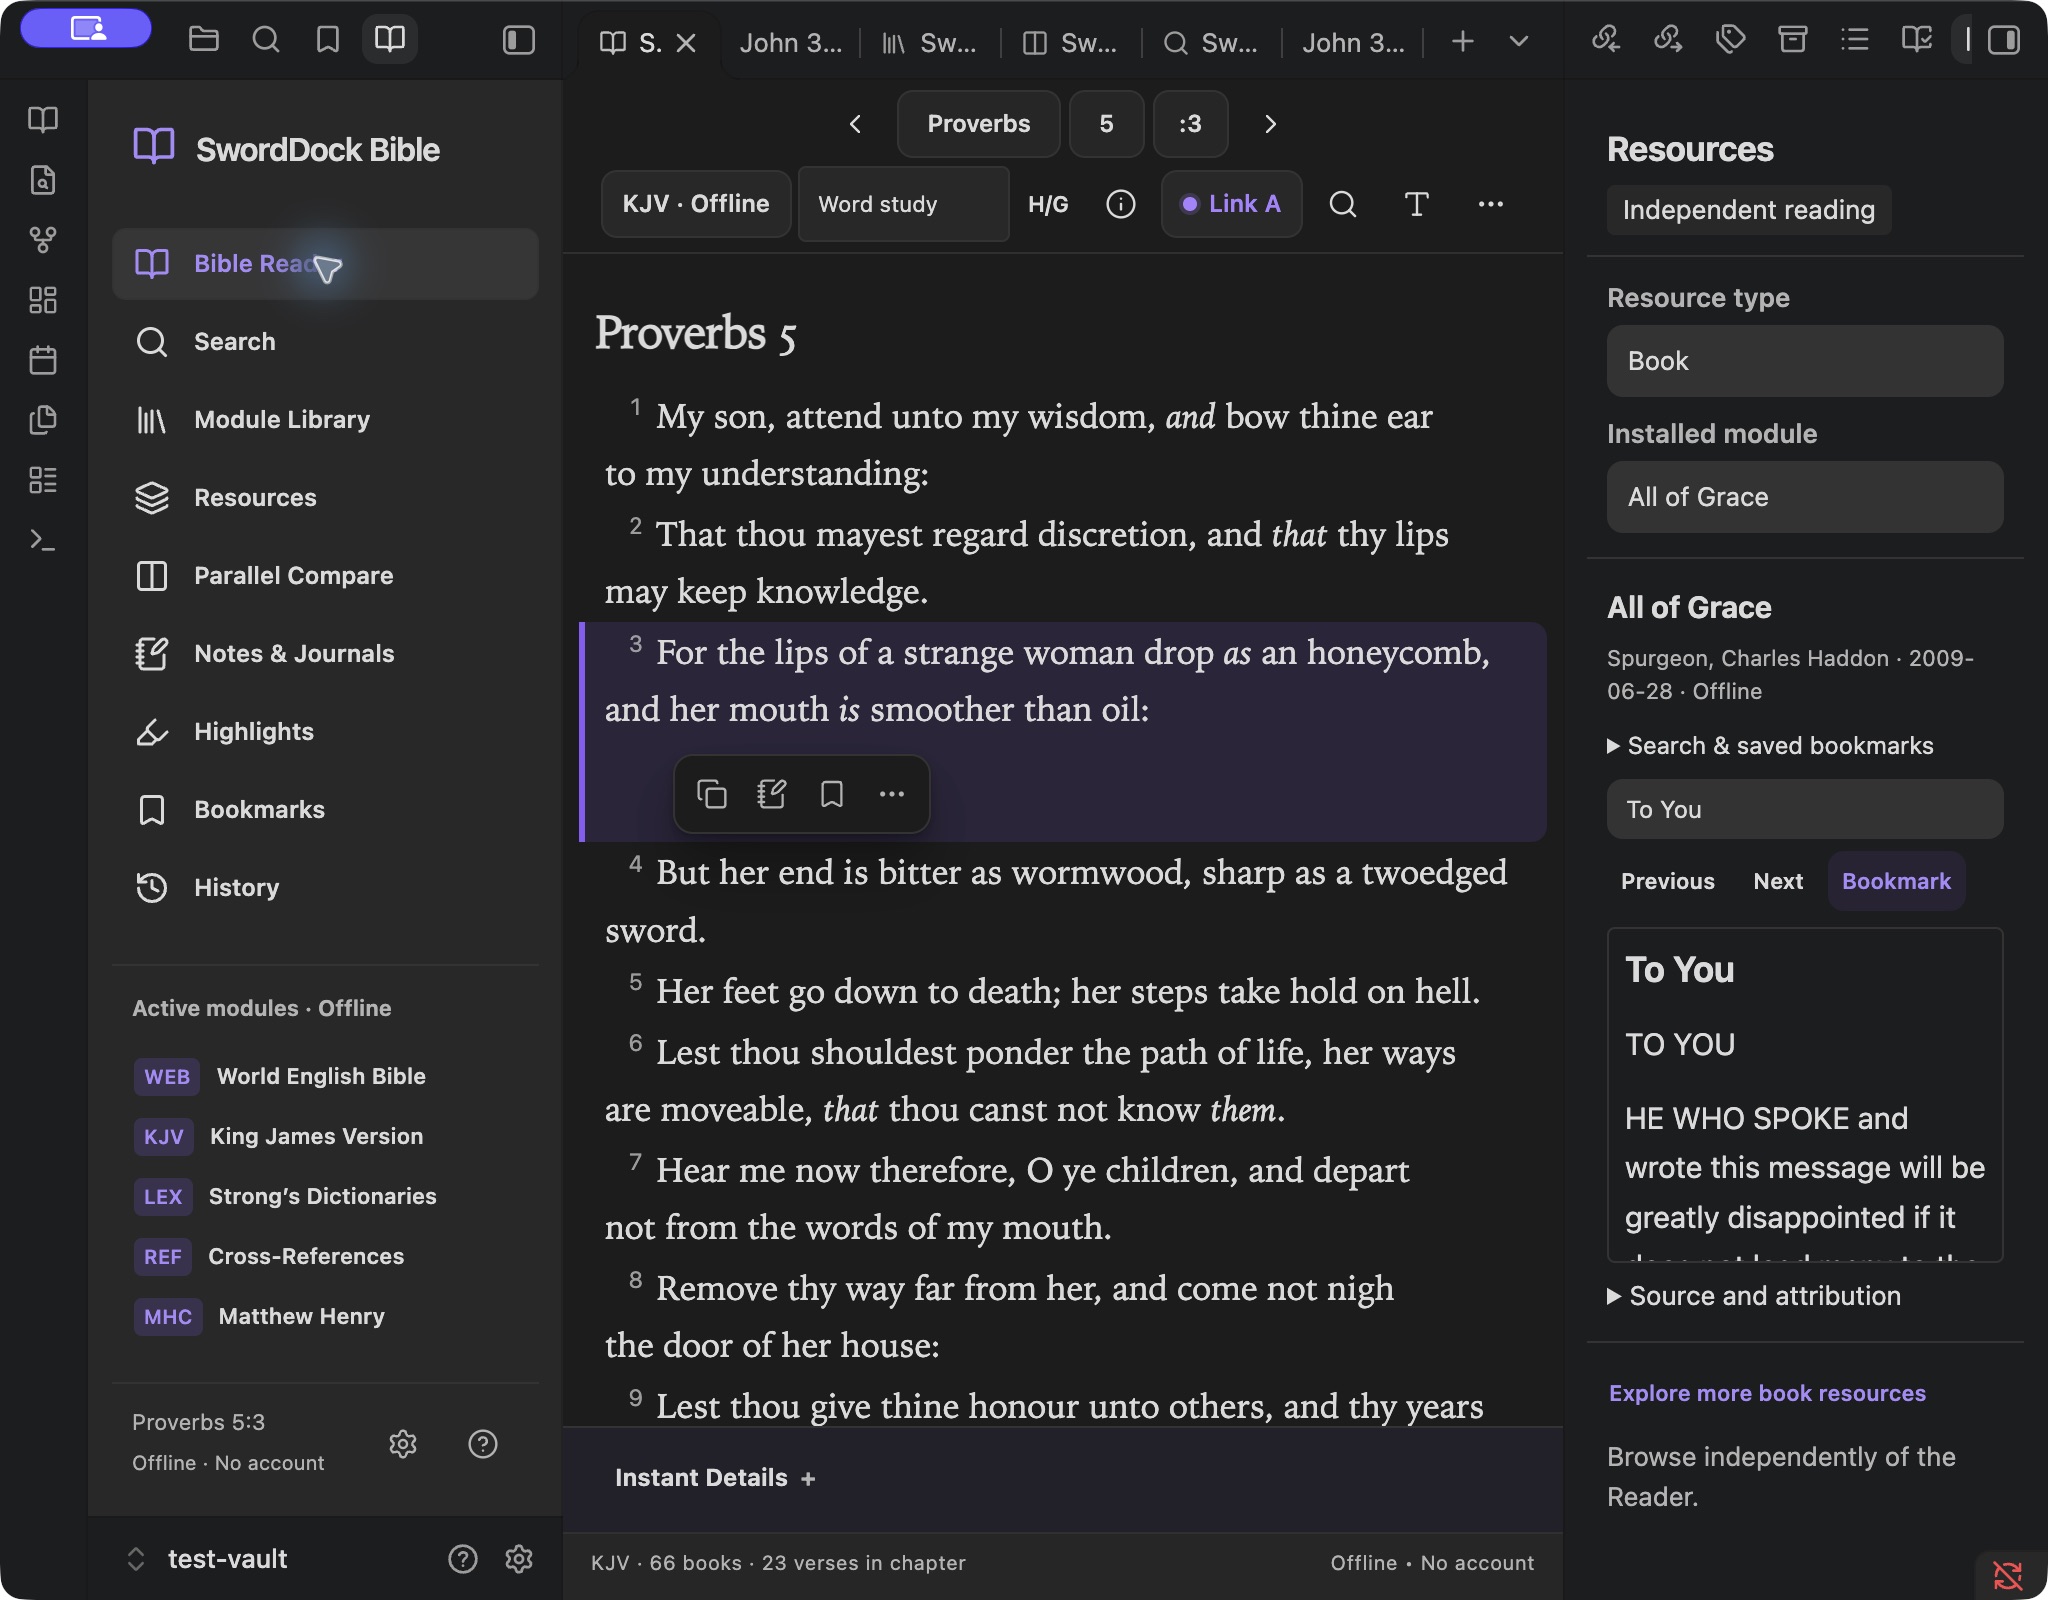 S.
John 3...
Sw...
Sw...
Sw...
John 3...
SwordDock Bible
Bible Read
Search
Module Library
Resources
Parallel Compare
Notes & Journals
Highlights
Bookmarks
History
Active modules · Offline
WEB World English Bible
KJV King James Version
LEX Strong’s Dictionaries
REF Cross-References
MHC Matthew Henry
Proverbs 5:3
Offline · No account
test-vault
Proverbs 5 :3
KJV · Offline Word study H/G Link A
Proverbs 5
1 My son, attend unto my wisdom, and bow thine ear
to my understanding:
2 That thou mayest regard discretion, and that thy lips
may keep knowledge.
3 For the lips of a strange woman drop as an honeycomb,
and her mouth is smoother than oil:
4 But her end is bitter as wormwood, sharp as a twoedged
sword.
5 Her feet go down to death; her steps take hold on hell.
6 Lest thou shouldest ponder the path of life, her ways
are moveable, that thou canst not know them.
7 Hear me now therefore, O ye children, and depart
not from the words of my mouth.
8 Remove thy way far from her, and come not nigh
the door of her house:
9 Lest thou give thine honour unto others, and thy years
Instant Details +
KJV · 66 books · 23 verses in chapter
Offline • No account
Resources
Independent reading
Resource type
Book
Installed module
All of Grace
All of Grace
Spurgeon, Charles Haddon · 2009-
06-28 · Offline
Search & saved bookmarks
To You
Previous Next Bookmark
To You
TO YOU
HE WHO SPOKE and
wrote this message will be
greatly disappointed if it
Source and attribution
Explore more book resources
Browse independently of the
Reader.